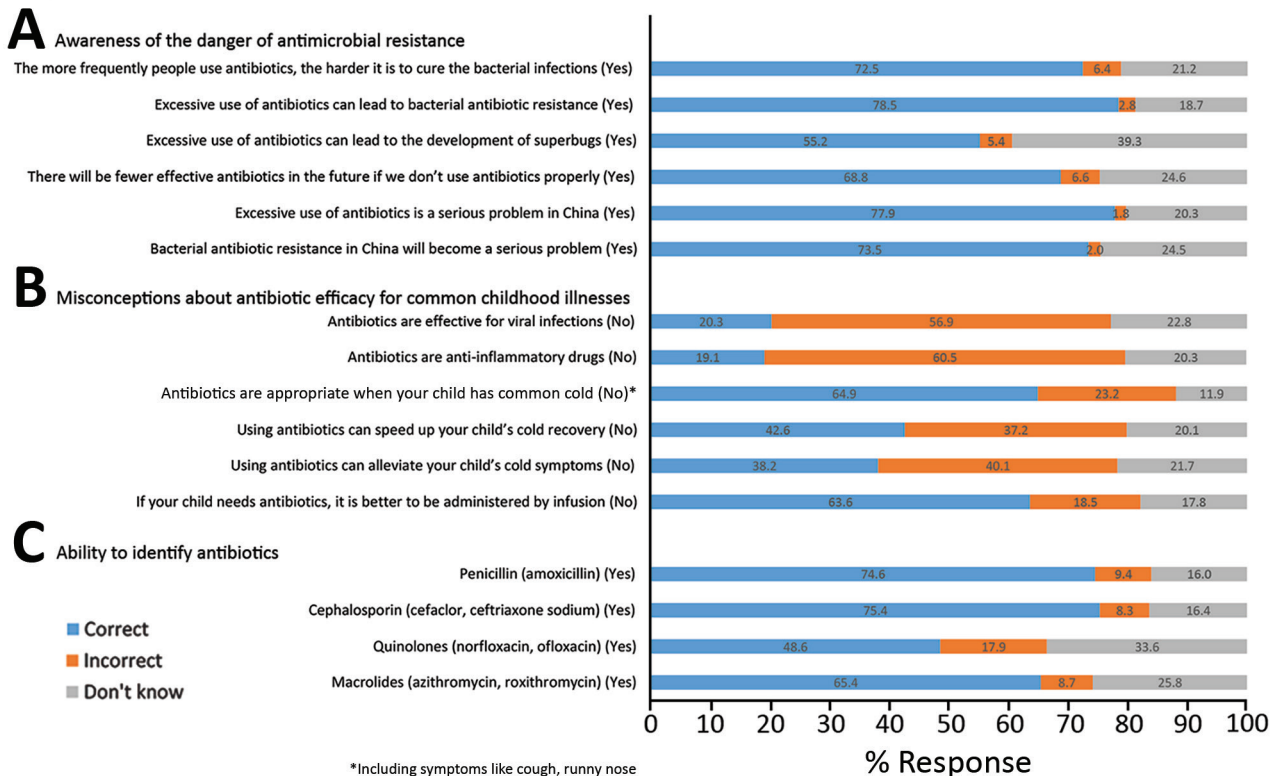 A Awareness of the danger of antimicrobial resistance
The more frequently people use antibiotics, the harder it is to cure the bacterial infections (Yes) 72.5 6.4 21.2
Excessive use of antibiotics can lead to bacterial antibiotic resistance (Yes) 78.5 2.8 18.7
Excessive use of antibiotics can lead to the development of superbugs (Yes) 55.2 5.4 39.3
There will be fewer effective antibiotics in the future if we don't use antibiotics properly (Yes) 68.8 6.6 24.6
Excessive use of antibiotics is a serious problem in China (Yes) 77.9 1.8 20.3
Bacterial antibiotic resistance in China will become a serious problem (Yes) 73.5 2.0 24.5
B Misconceptions about antibiotic efficacy for common childhood illnesses
Antibiotics are effective for viral infections (No) 20.3 56.9 22.8
Antibiotics are anti-inflammatory drugs (No) 19.1 60.5 20.3
Antibiotics are appropriate when your child has common cold (No)* 64.9 23.2 11.9
Using antibiotics can speed up your child's cold recovery (No) 42.6 37.2 20.1
Using antibiotics can alleviate your child's cold symptoms (No) 38.2 40.1 21.7
If your child needs antibiotics, it is better to be administered by infusion (No) 63.6 18.5 17.8
C Ability to identify antibiotics
Penicillin (amoxicillin) (Yes) 74.6 9.4 16.0
Cephalosporin (cefaclor, ceftriaxone sodium) (Yes) 75.4 8.3 16.4
Quinolones (norfloxacin, ofloxacin) (Yes) 48.6 17.9 33.6
Macrolides (azithromycin, roxithromycin) (Yes) 65.4 8.7 25.8
Correct
Incorrect
Don't know
0 10 20 30 40 50 60 70 80 90 100
% Response
*Including symptoms like cough, runny nose